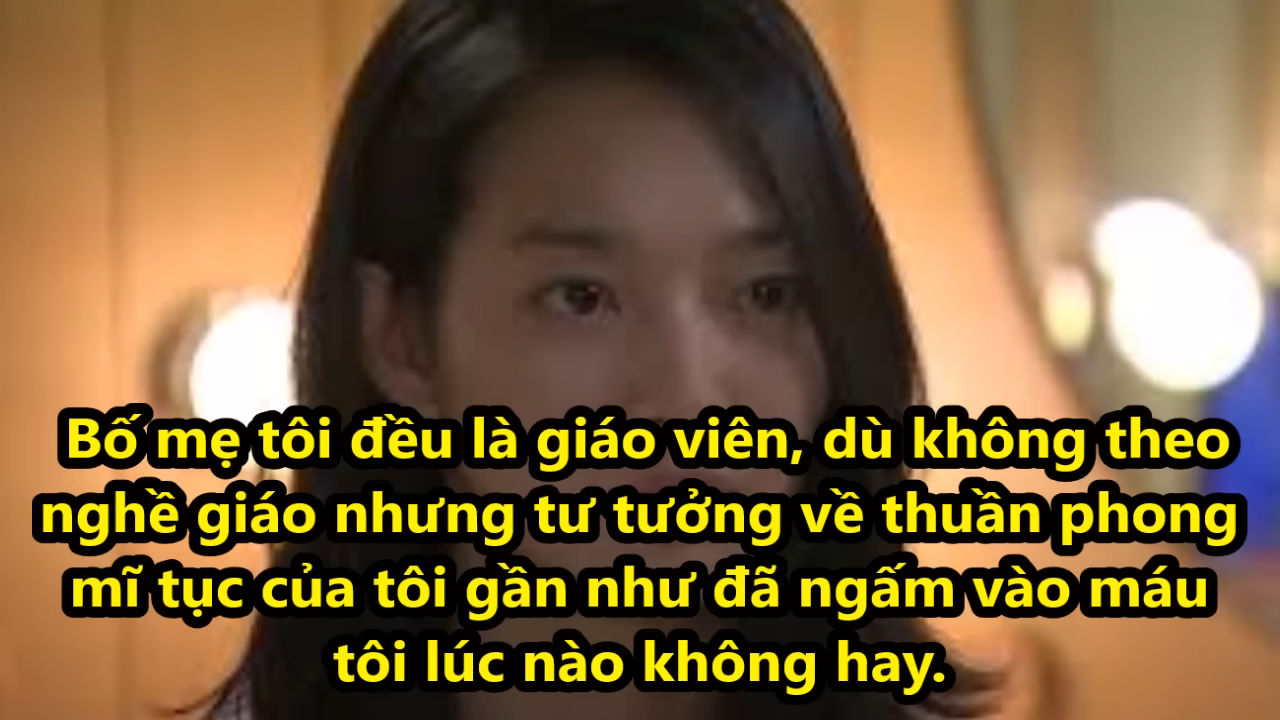 Bố mẹ tôi đều là giáo viên, dù không theo
nghề giáo nhưng tư tưởng về thuần phong
mĩ tục của tôi gần như đã ngấm vào máu
tôi lúc nào không hay.